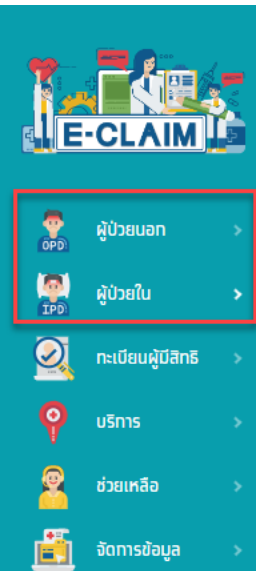 E-CLAIM
OPD
ผู้ป่วยนอก
IPD
ผู้ป่วยใน
ทะเบียนผู้มีสิทธิ
บริการ
ช่วยเหลือ
จัดการข้อมูล